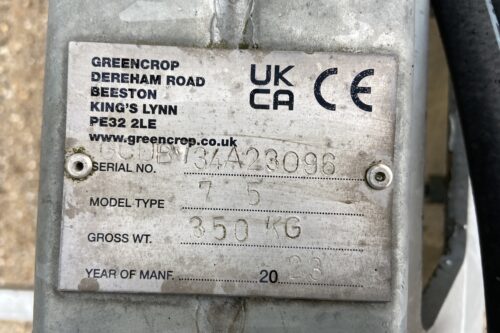 GREENCROP
DEREHAM ROAD
BEESTON
KING'S LYNN
PE32 2LE
www.greencrop.co.uk
UK
CA
CE
SERIAL NO.
MODEL TYPE 7 5
GROSS WT. 350 KG
YEAR OF MANF. 20 23